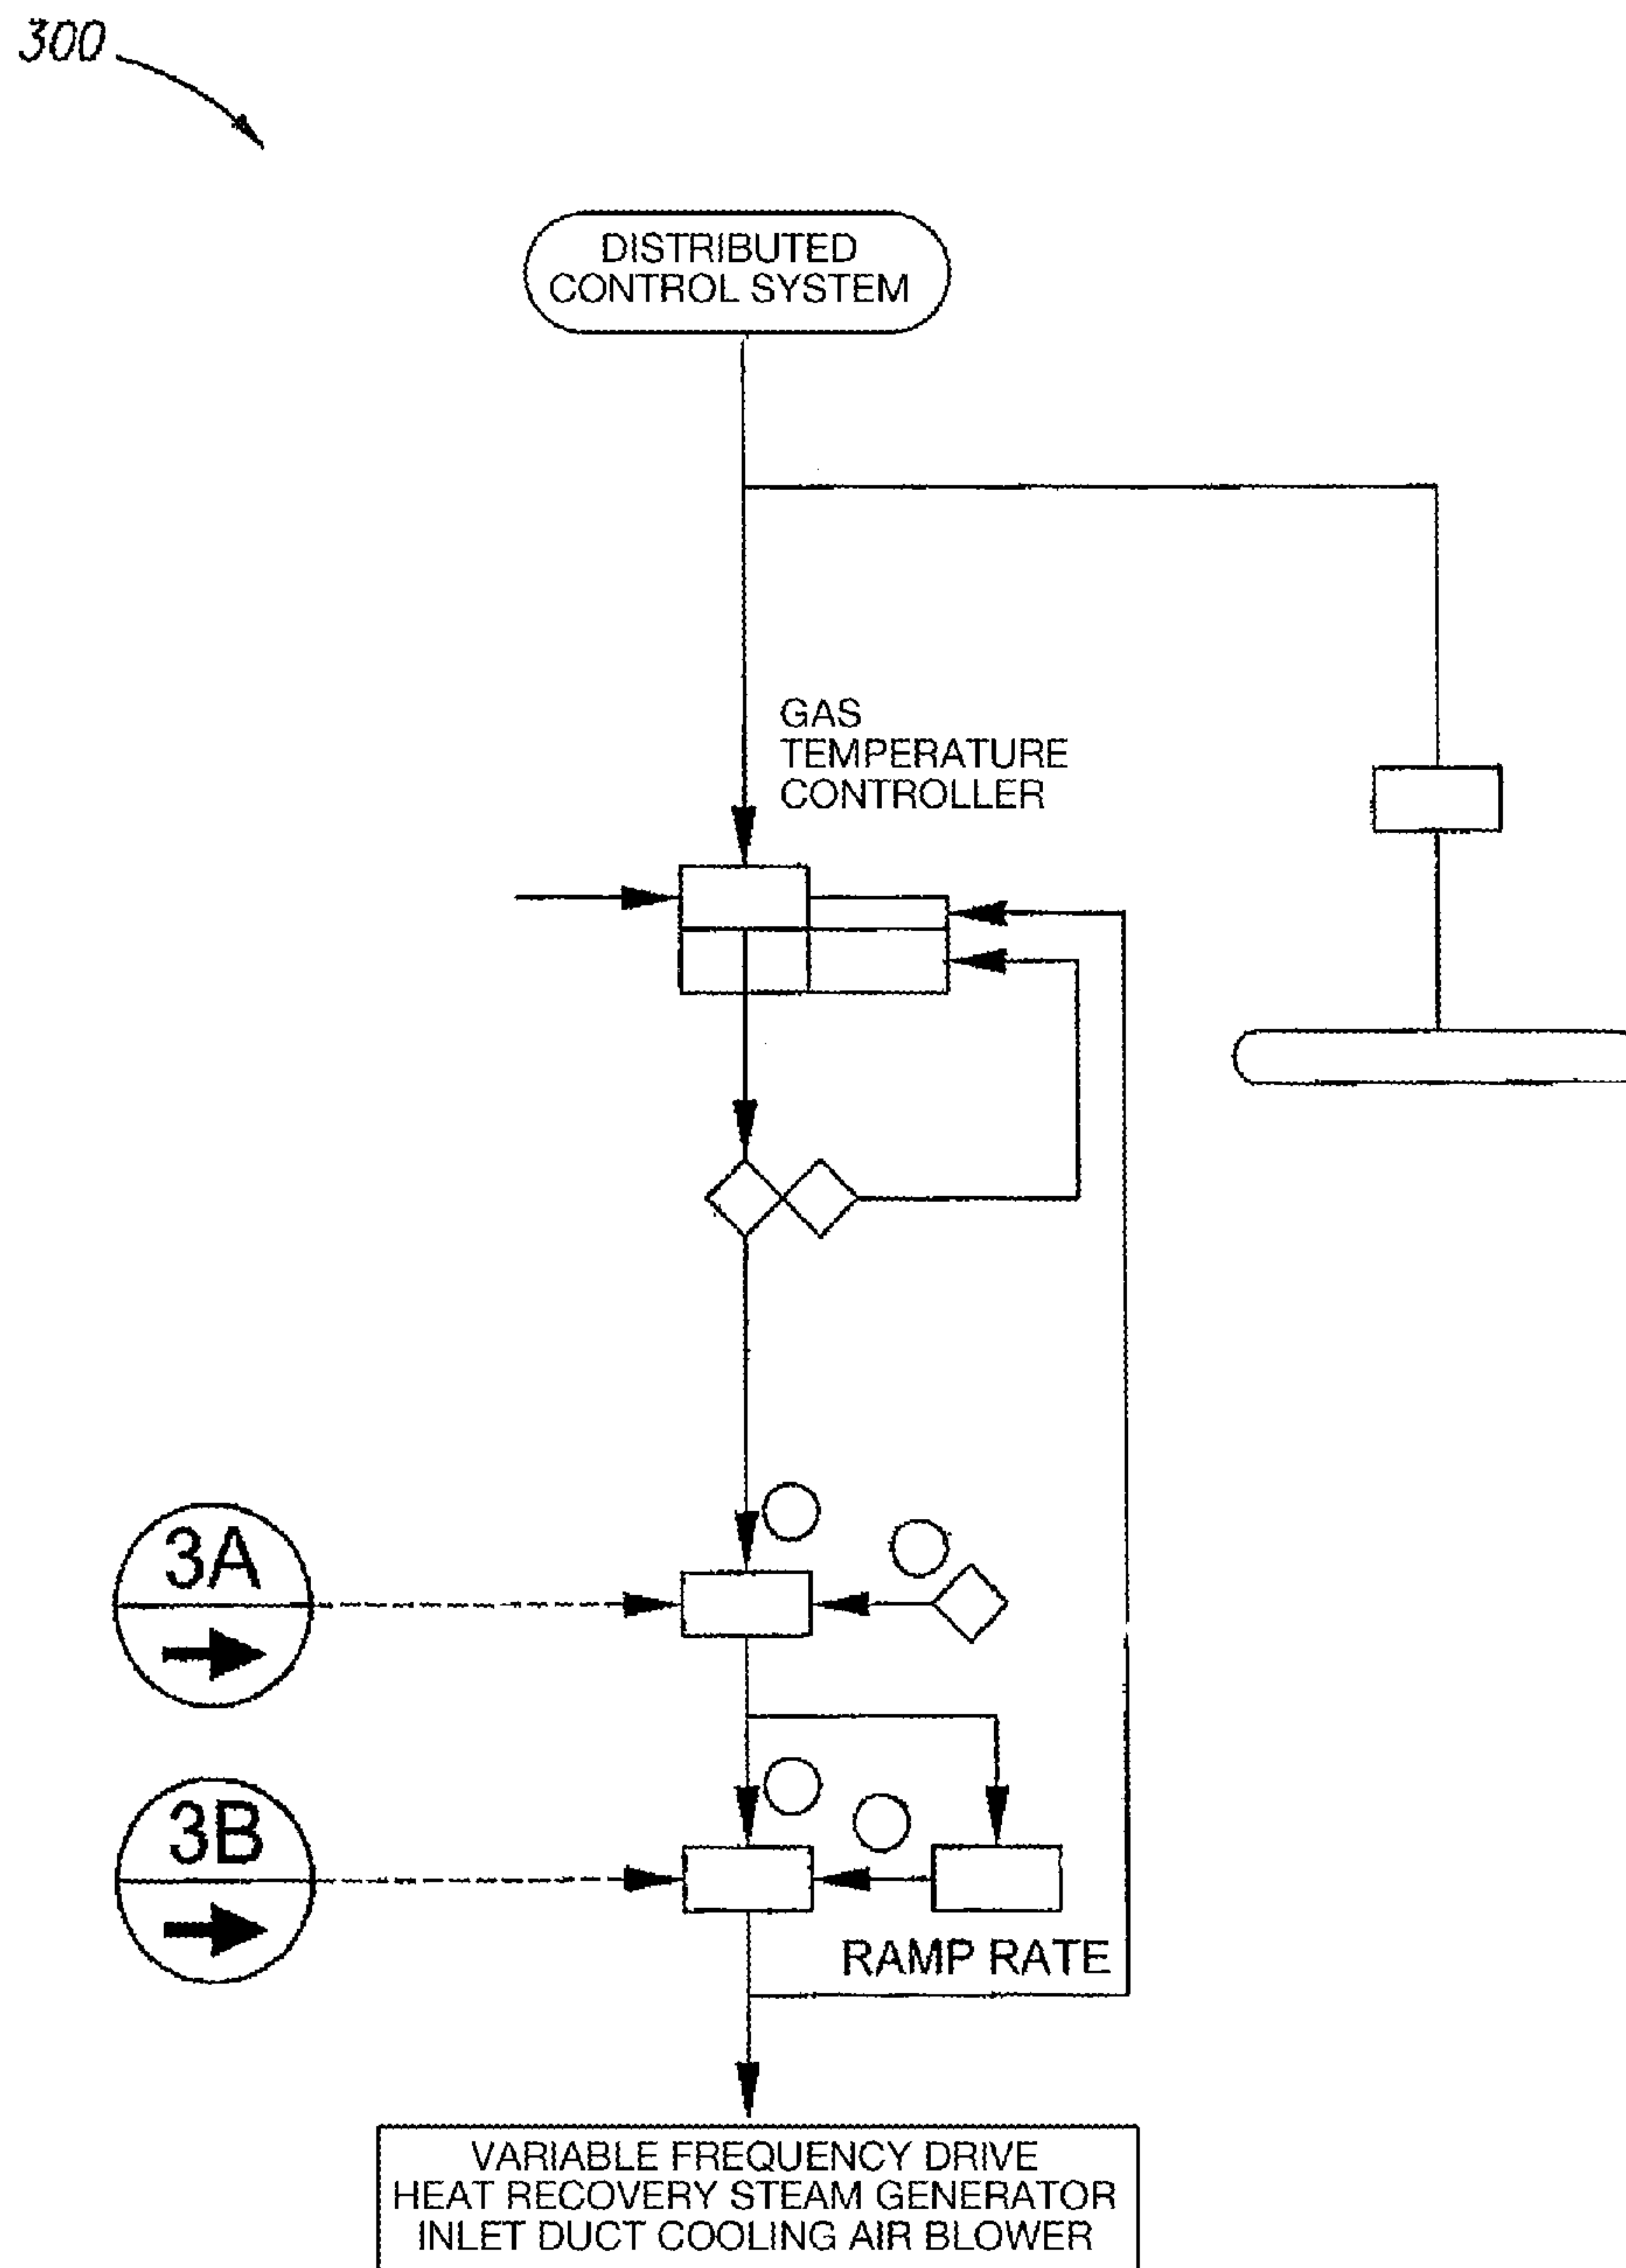 300
DISTRIBUTED
CONTROL SYSTEM
GAS
TEMPERATURE
CONTROLLER
3A
3B
RAMP RATE
VARIABLE FREQUENCY DRIVE
HEAT RECOVERY STEAM GENERATOR
INLET DUCT COOLING AIR BLOWER